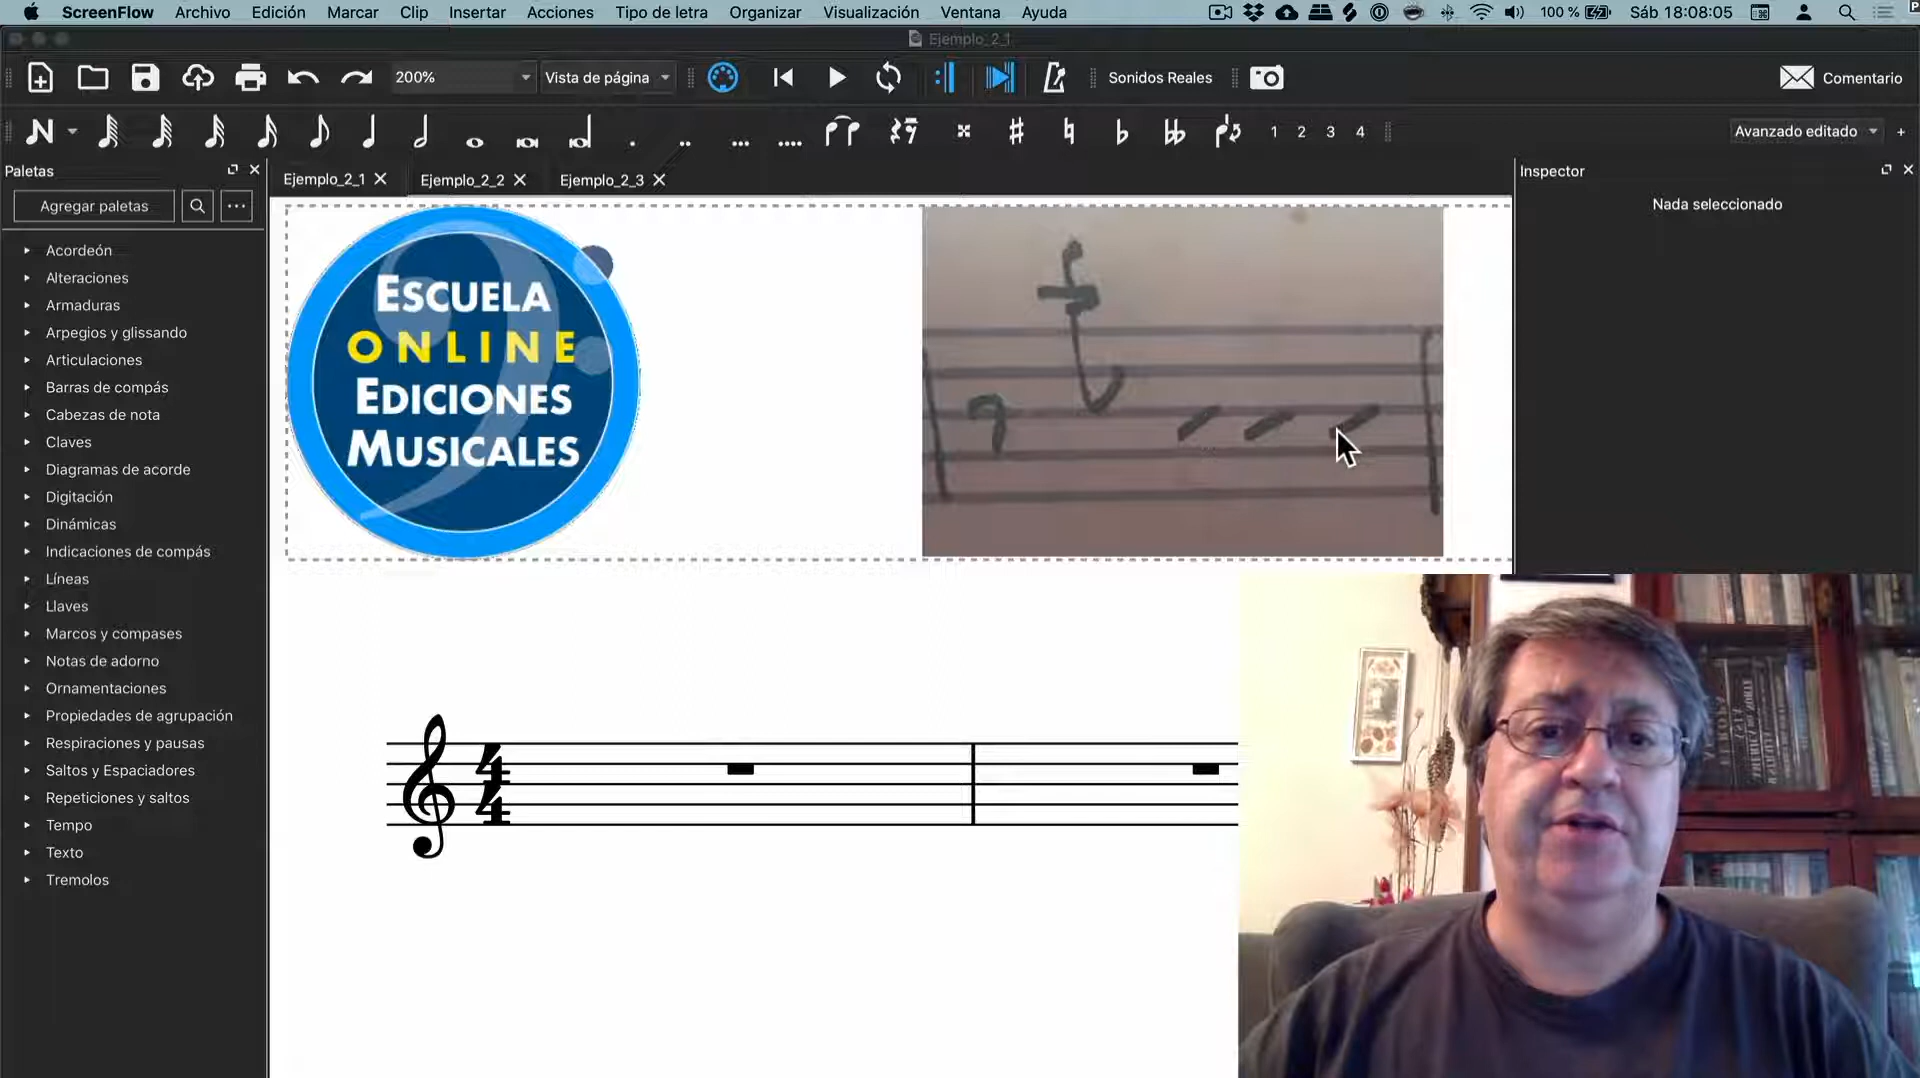 ScreenFlow Archivo Edición Marcar Clip Insertar Acciones Tipo de letra Organizar Visualización Ventana Ayuda 100 % Sáb 18:08:05
Ejemplo_2_1
200% Vista de página Sonidos Reales Comentario
1 2 3 4 Avanzado editado +
Paletas
Ejemplo_2_1 Ejemplo_2_2 Ejemplo_2_3
Inspector
Agregar paletas ...
Nada seleccionado
Acordeón
Alteraciones
Armaduras
Arpegios y glissando
Articulaciones
Barras de compás
Cabezas de nota
Claves
Diagramas de acorde
Digitación
Dinámicas
Indicaciones de compás
Líneas
Llaves
Marcos y compases
Notas de adorno
Ornamentaciones
Propiedades de agrupación
Respiraciones y pausas
Saltos y Espaciadores
Repeticiones y saltos
Tempo
Texto
Tremolos
ESCUELA
ONLINE
EDICIONES
MUSICALES
4
4